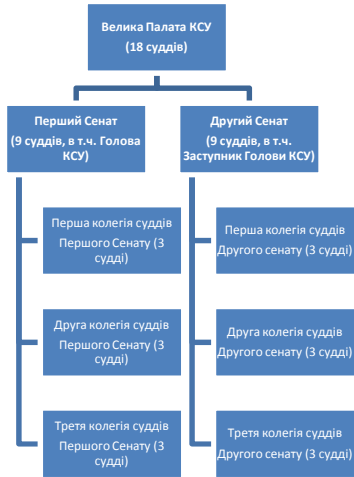 Велика Палата КСУ
(18 суддів)
Перший Сенат
(9 суддів, в т.ч. Голова
КСУ)
Перша колегія суддів
Першого Сенату (3
судді)
Друга колегія суддів
Першого Сенату (3
судді)
Третя колегія суддів
Першого Сенату (3
судді)
Другий Сенат
(9 суддів, в т.ч.
Заступник Голови КСУ)
Перша колегія суддів
Другого сенату (3 судді)
Друга колегія суддів
Другого сенату (3 судді)
Третя колегія суддів
Другого сенату (3 судді)